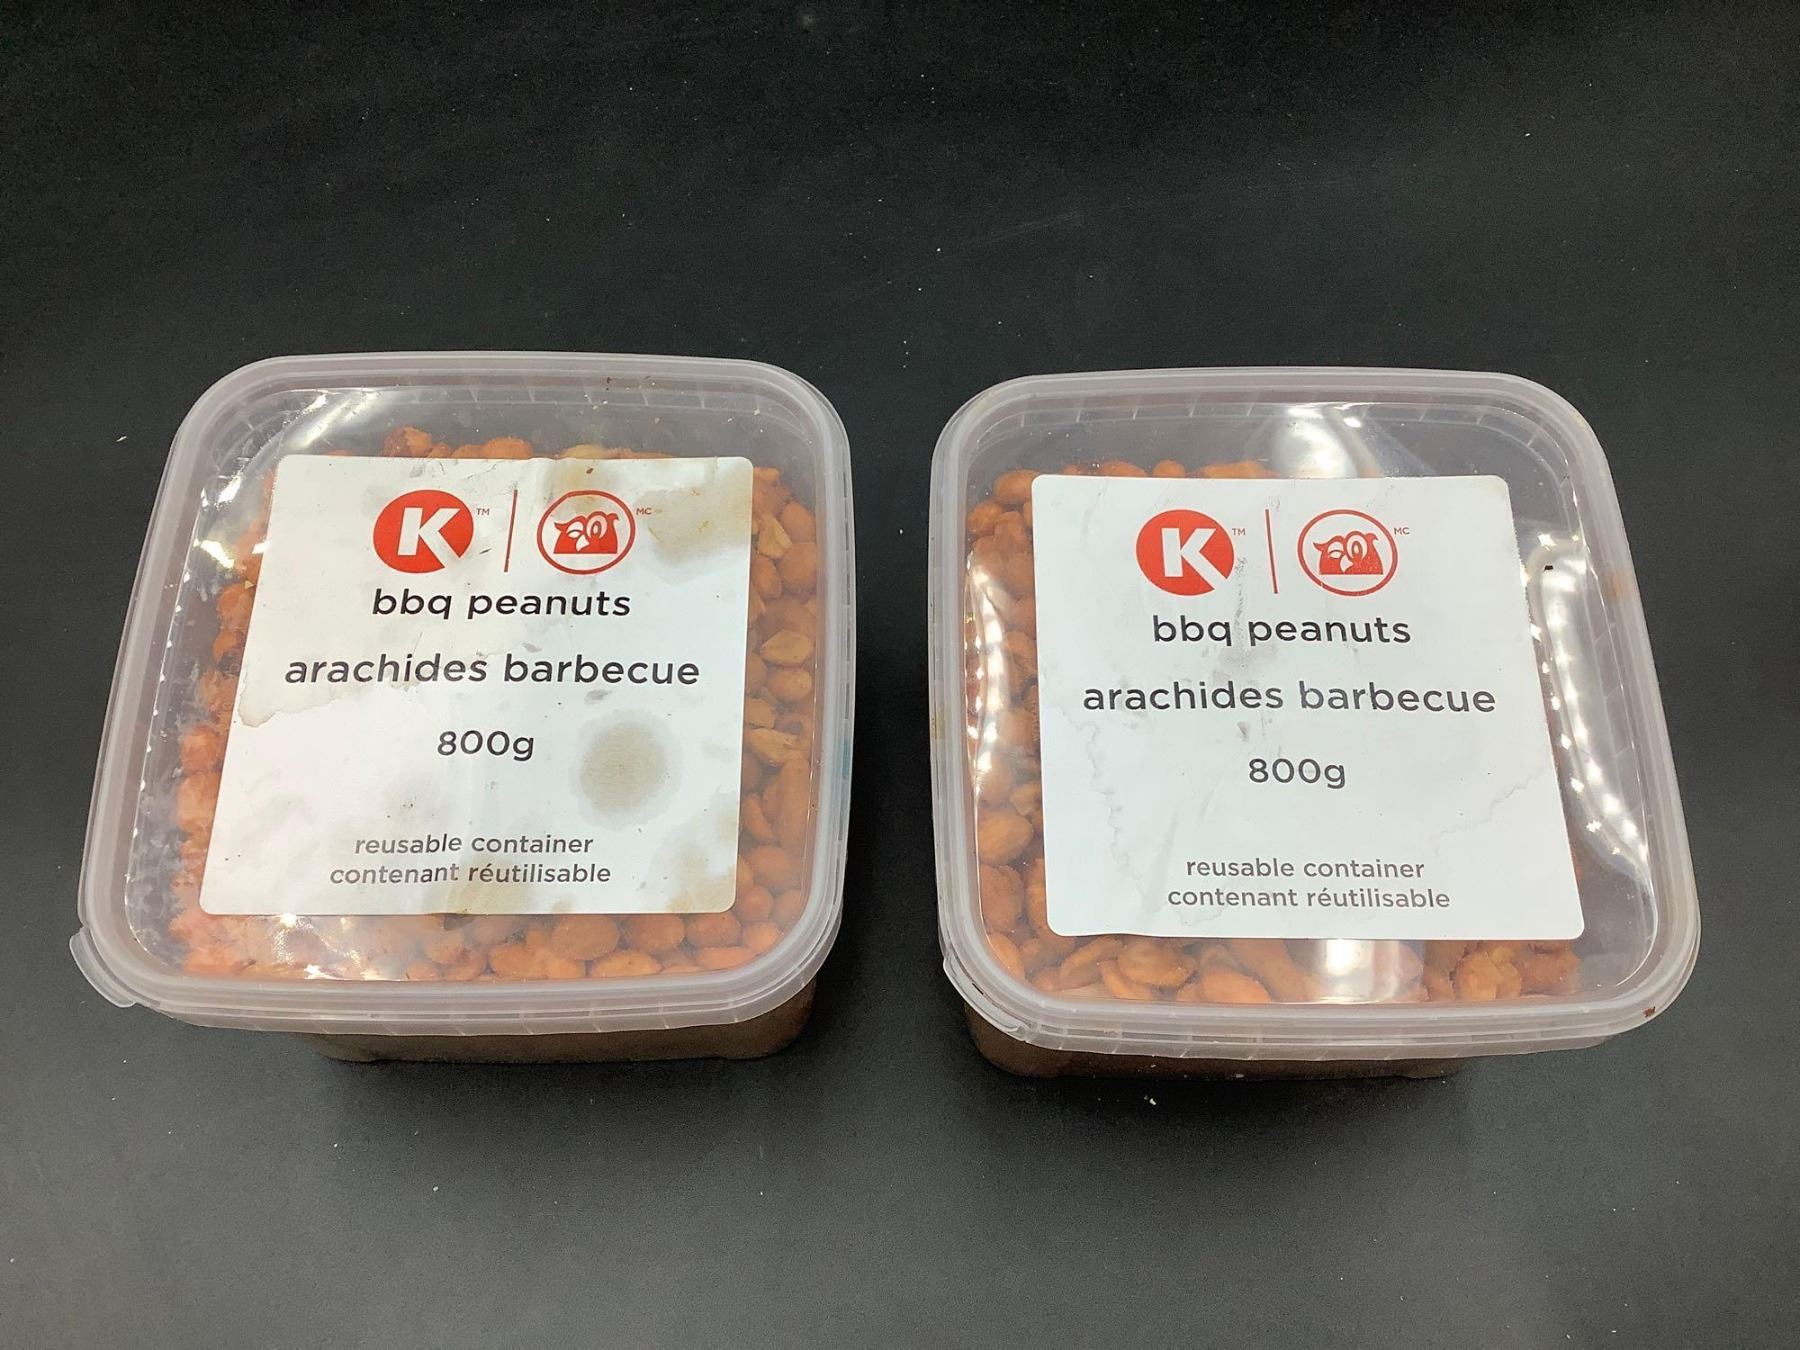 K TM MC
bbq peanuts
arachides barbecue
800g
reusable container
contenant réutilisable
K TM MC
bbq peanuts
arachides barbecue
800g
reusable container
contenant réutilisable